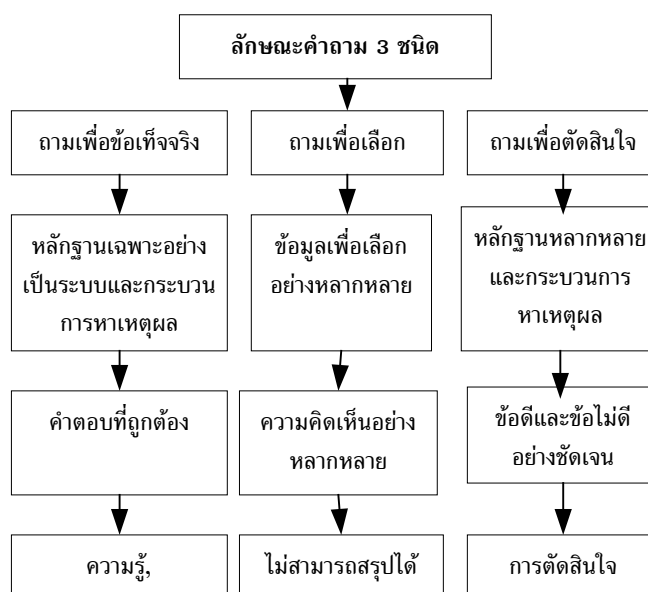 ลักษณะคำถาม 3 ชนิด
ถามเพื่อข้อเท็จจริง
ถามเพื่อเลือก
ถามเพื่อตัดสินใจ
หลักฐานเฉพาะอย่าง
เป็นระบบและกระบวน
การหาเหตุผล
ข้อมูลเพื่อเลือก
อย่างหลากหลาย
หลักฐานหลากหลาย
และกระบวนการ
หาเหตุผล
คำตอบที่ถูกต้อง
ความคิดเห็นอย่าง
หลากหลาย
ข้อดีและข้อไม่ดี
อย่างชัดเจน
ความรู้,
ไม่สามารถสรุปได้
การตัดสินใจ